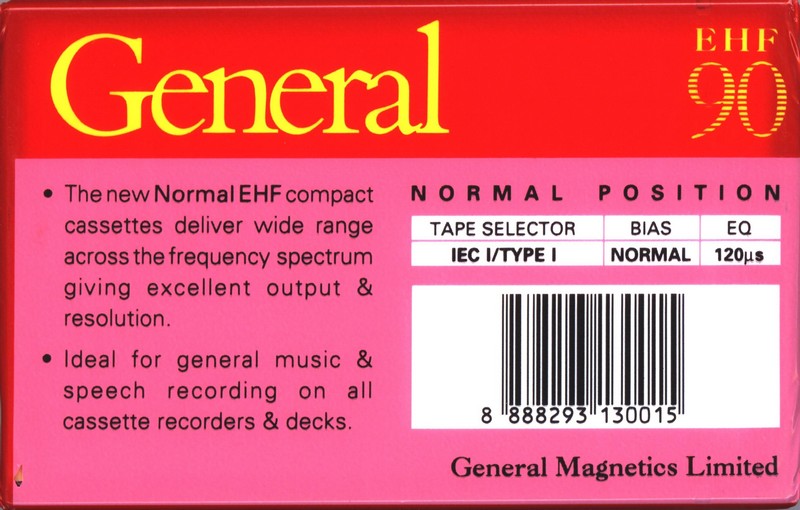 General
EHF
90
• The new Normal EHF compact
cassettes deliver wide range
across the frequency spectrum
giving excellent output &
resolution.
• Ideal for general music &
speech recording on all
cassette recorders & decks.
NORMAL POSITION
TAPE SELECTOR BIAS EQ
IEC I/TYPE I NORMAL 120µs
8 888293 130015
General Magnetics Limited